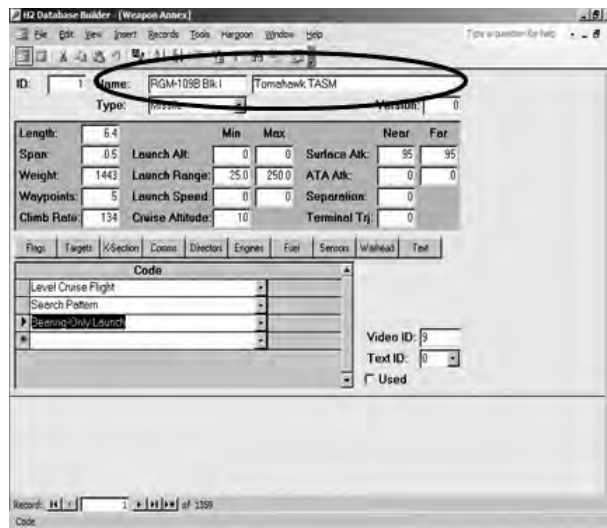 H2 Database Builder - [Weapon Annex]
File Edit View Insert Records Tools Hargoon Window Help Type a question for help
ID: 1 Name: RGM-109B Blk I Tomahawk TASM
Type: Missile Version: 0
Length: 6.4 Min Max Near Far
Span: 0.5 Launch Alt: 0 0 Surface Atk: 95 95
Weight: 1443 Launch Range: 25.0 250.0 ATA Atk: 0 0
Waypoints: 5 Launch Speed: 0 0 Separation: 0
Climb Rate: 134 Cruise Altitude: 10 Terminal Trj: 0
Flags Targets X-Section Comms Directors Engines Fuel Sensors Warhead Text
Code
Level Cruise Flight
Search Pattern
Bearing-Only Launch
Video ID: 9
Text ID: 0
Used
Record: 1 of 1359
Code